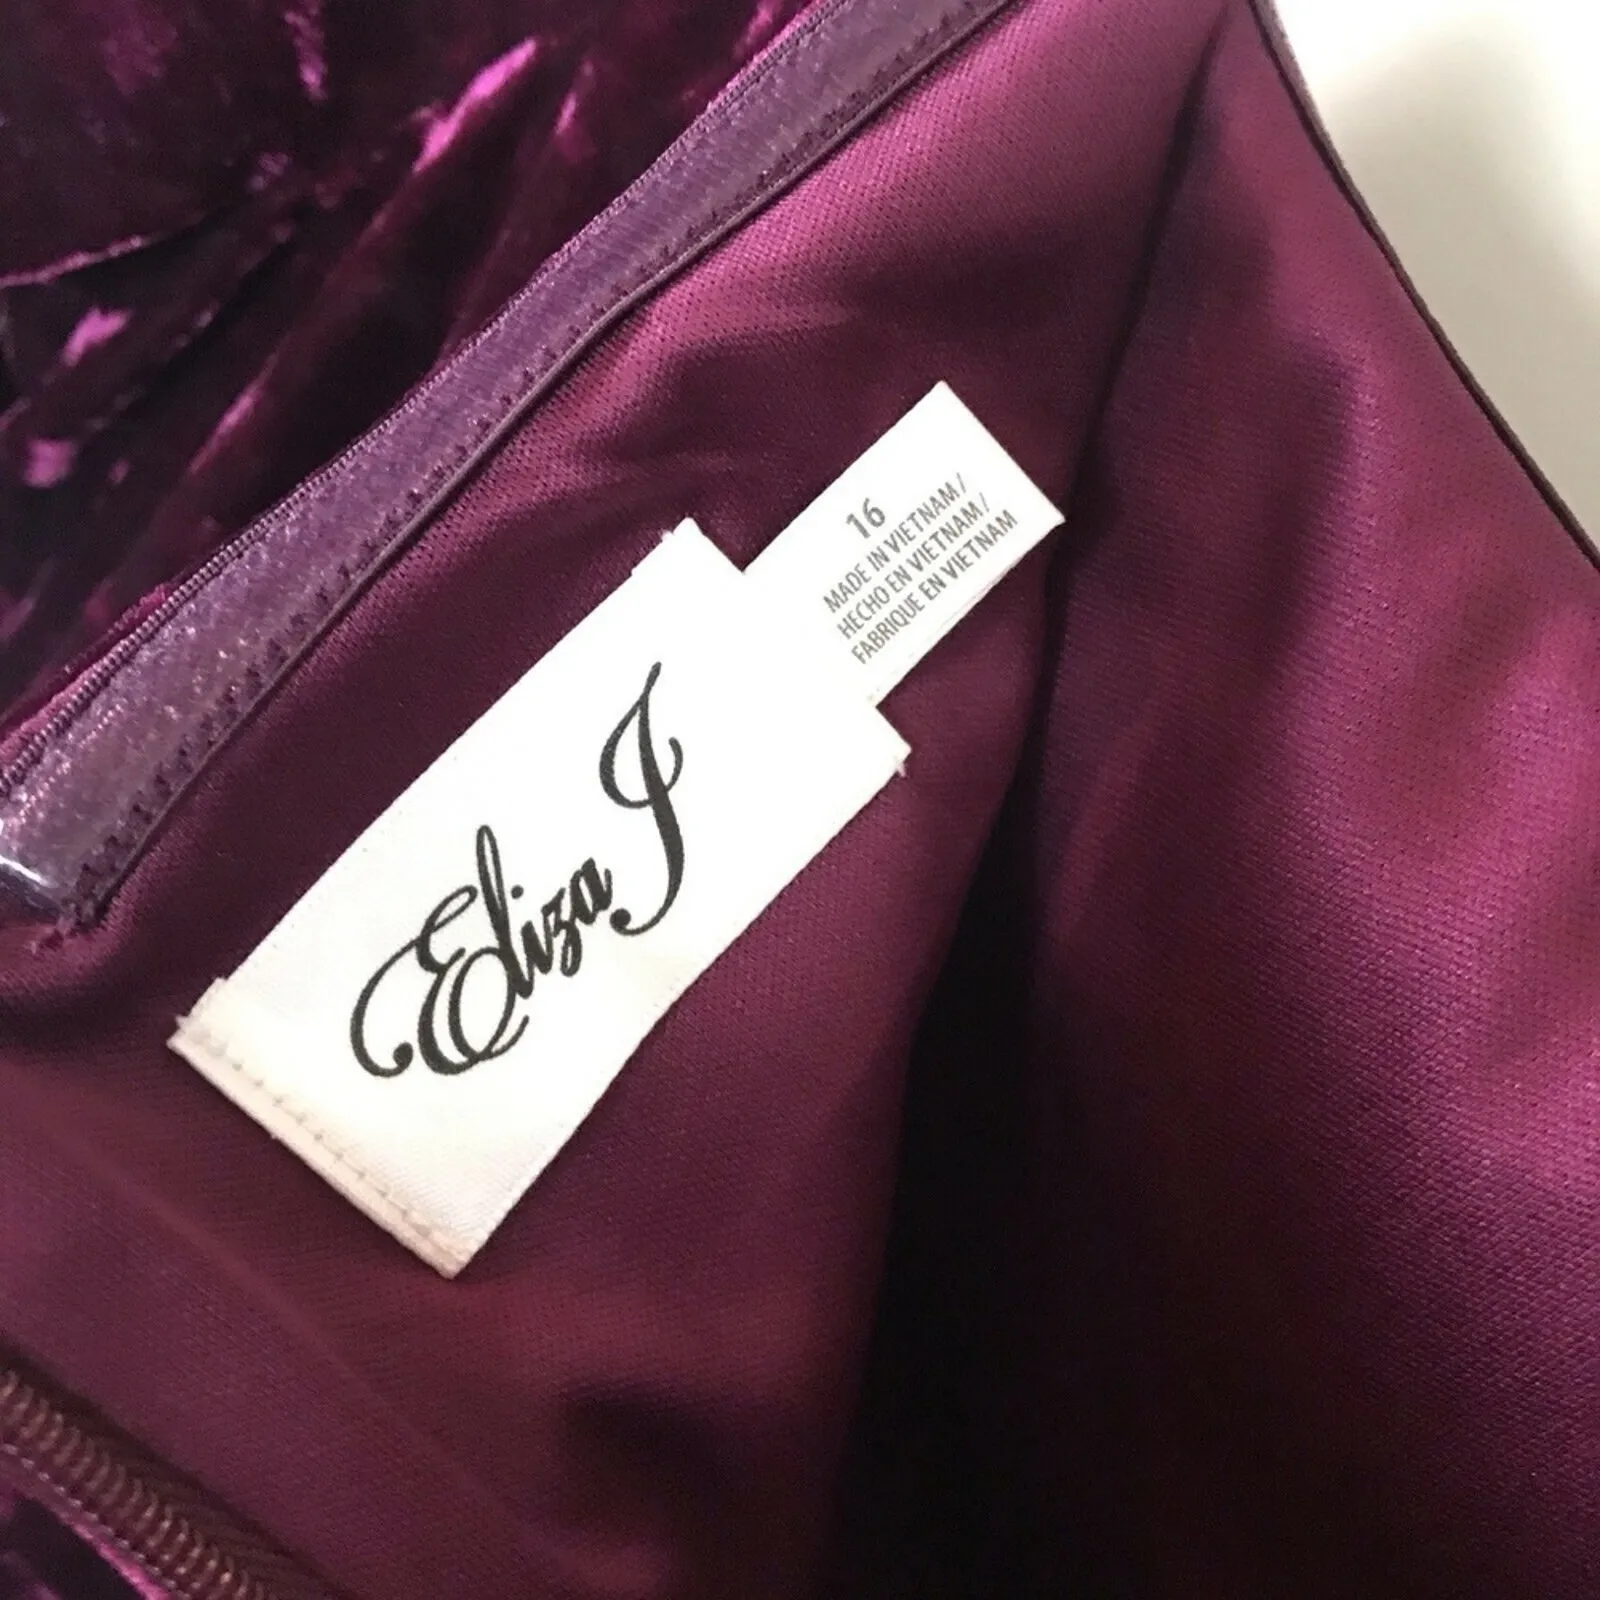 16
MADE IN VIETNAM/
HECHO EN VIETNAM/
FABRIQUE EN VIETNAM
Eliza J